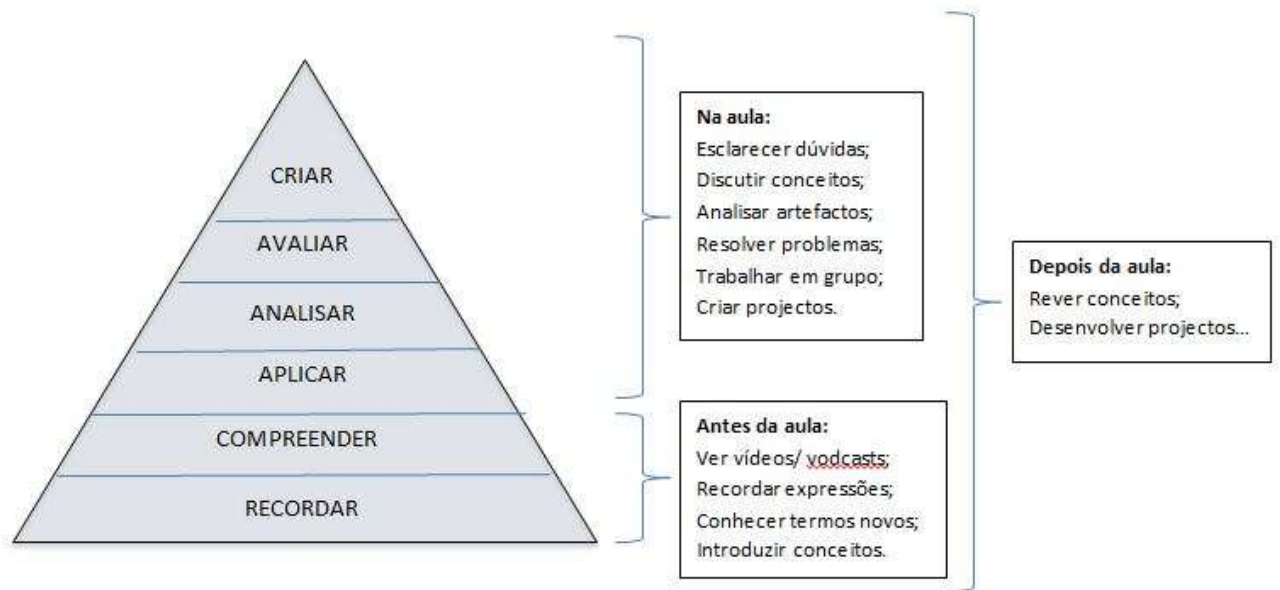 CRIAR
AVALIAR
ANALISAR
APLICAR
COMPREENDER
RECORDAR
Na aula:
Esclarecer dúvidas;
Discutir conceitos;
Analisar artefactos;
Resolver problemas;
Trabalhar em grupo;
Criar projectos.
Antes da aula:
Ver vídeos/ vodcasts;
Recordar expressões;
Conhecer termos novos;
Introduzir conceitos.
Depois da aula:
Rever conceitos;
Desenvolver projectos...